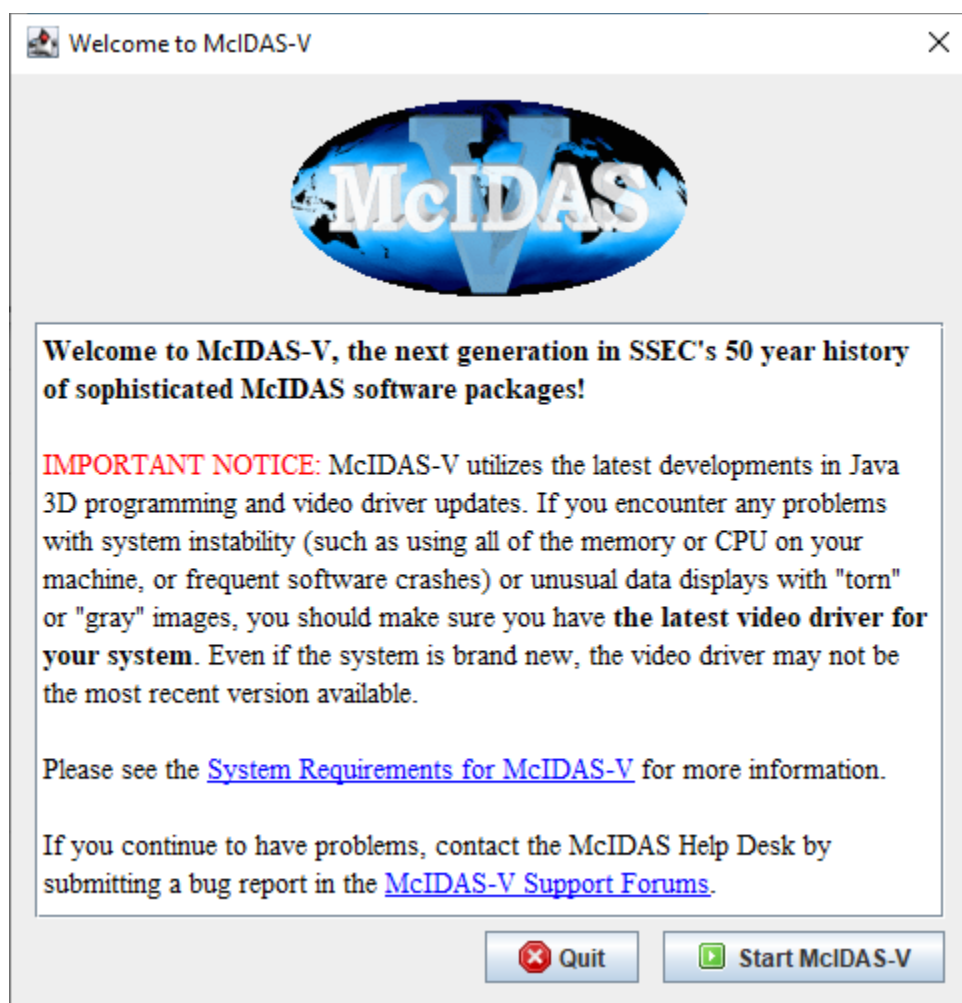 Welcome to McIDAS-V
V
McIDAS
Welcome to McIDAS-V, the next generation in SSEC's 50 year history
of sophisticated McIDAS software packages!
IMPORTANT NOTICE: McIDAS-V utilizes the latest developments in Java
3D programming and video driver updates. If you encounter any problems
with system instability (such as using all of the memory or CPU on your
machine, or frequent software crashes) or unusual data displays with "torn"
or "gray" images, you should make sure you have the latest video driver for
your system. Even if the system is brand new, the video driver may not be
the most recent version available.
Please see the System Requirements for McIDAS-V for more information.
If you continue to have problems, contact the McIDAS Help Desk by
submitting a bug report in the McIDAS-V Support Forums.
Quit Start McIDAS-V